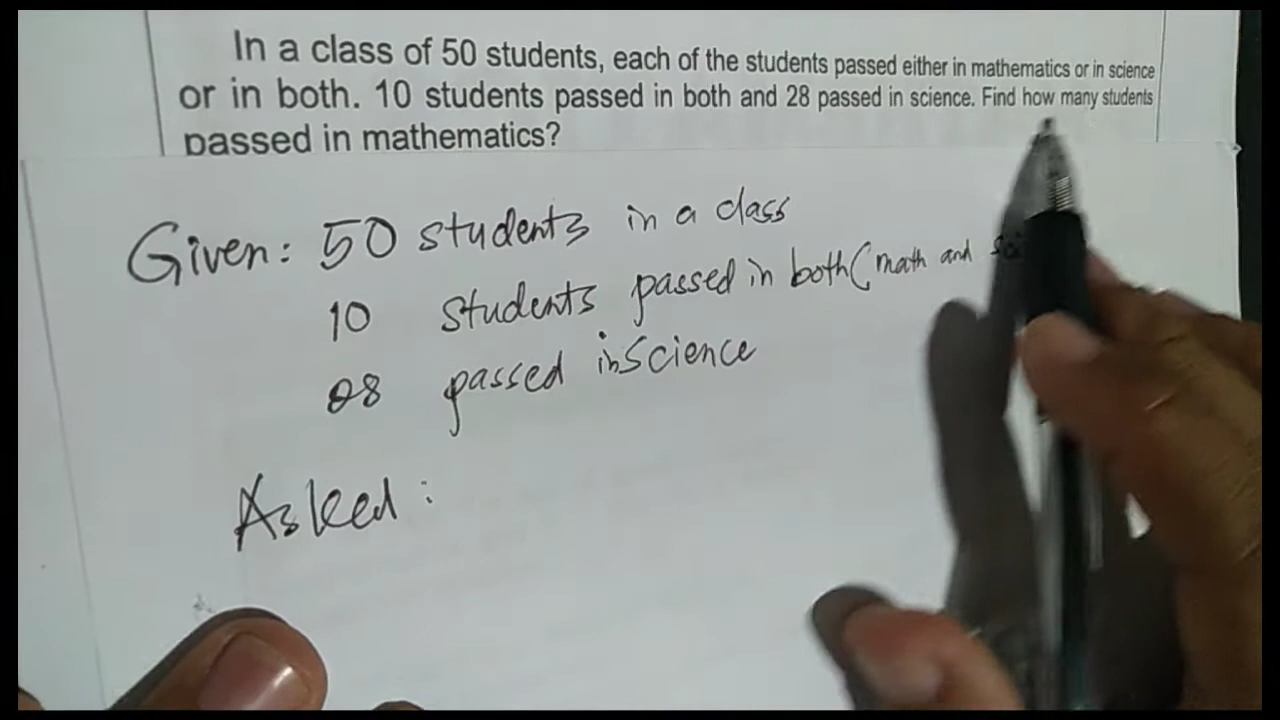 In a class of 50 students, each of the students passed either in mathematics or in science
or in both. 10 students passed in both and 28 passed in science. Find how many students
passed in mathematics?
Given: 50 students in a class
10 students passed in both (math and
28 passed in Science
Asked: